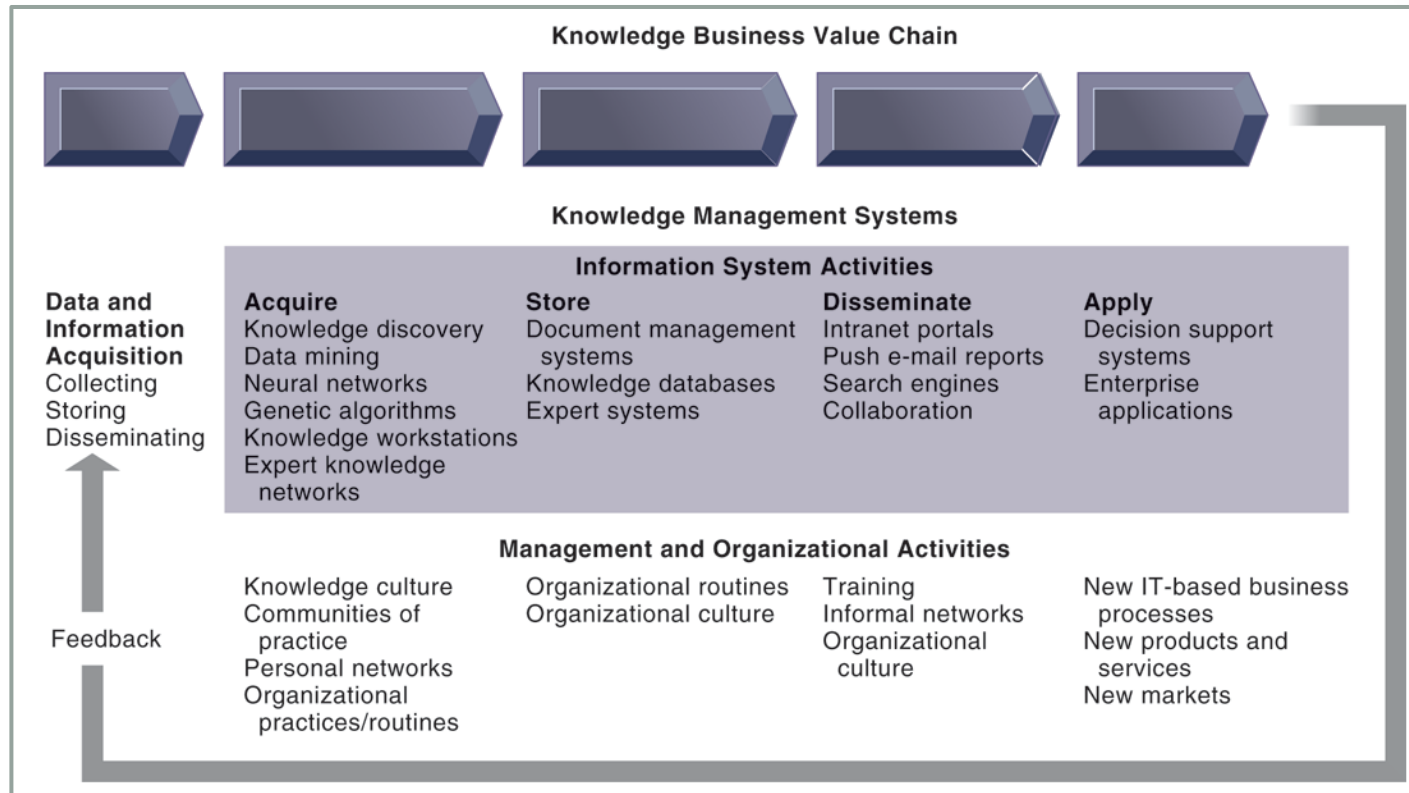 Knowledge Business Value Chain
Knowledge Management Systems
Information System Activities
Data and
Information
Acquisition
Collecting
Storing
Disseminating
Acquire
Knowledge discovery
Data mining
Neural networks
Genetic algorithms
Knowledge workstations
Expert knowledge
networks
Store
Document management
systems
Knowledge databases
Expert systems
Disseminate
Intranet portals
Push e-mail reports
Search engines
Collaboration
Apply
Decision support
systems
Enterprise
applications
Management and Organizational Activities
Knowledge culture
Communities of
practice
Personal networks
Organizational
practices/routines
Organizational routines
Organizational culture
Training
Informal networks
Organizational
culture
New IT-based business
processes
New products and
services
New markets
Feedback